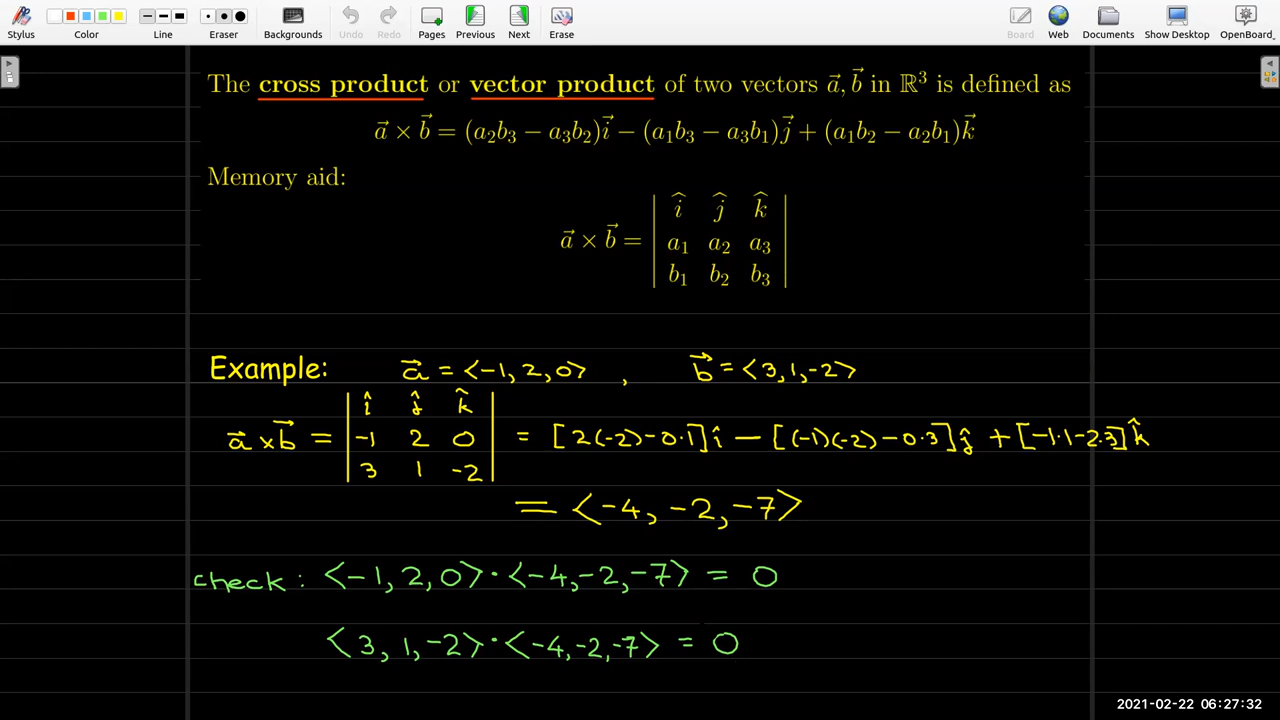 Stylus Color Line Eraser Backgrounds Undo Redo Pages Previous Next Erase Board Web Documents Show Desktop OpenBoard
The cross product or vector product of two vectors a⃗, b⃗ in ℝ³ is defined as
a⃗ × b⃗ = (a₂b₃ − a₃b₂)i⃗ − (a₁b₃ − a₃b₁)j⃗ + (a₁b₂ − a₂b₁)k⃗
Memory aid:
a⃗ × b⃗ = | î ĵ k̂ |
| a₁ a₂ a₃ |
| b₁ b₂ b₃ |
Example: a⃗ = <-1, 2, 0> , b⃗ = <3, 1, -2>
| î ĵ k̂ |
a⃗ × b⃗ = | -1 2 0 | = [2(-2)-0·1]î − [(-1)(-2)-0·3]ĵ + [-1·1-2·3]k̂
| 3 1 -2 |
= <-4, -2, -7>
check: <-1, 2, 0>·<-4, -2, -7> = 0
<3, 1, -2>·<-4, -2, -7> = 0
2021-02-22 06:27:32